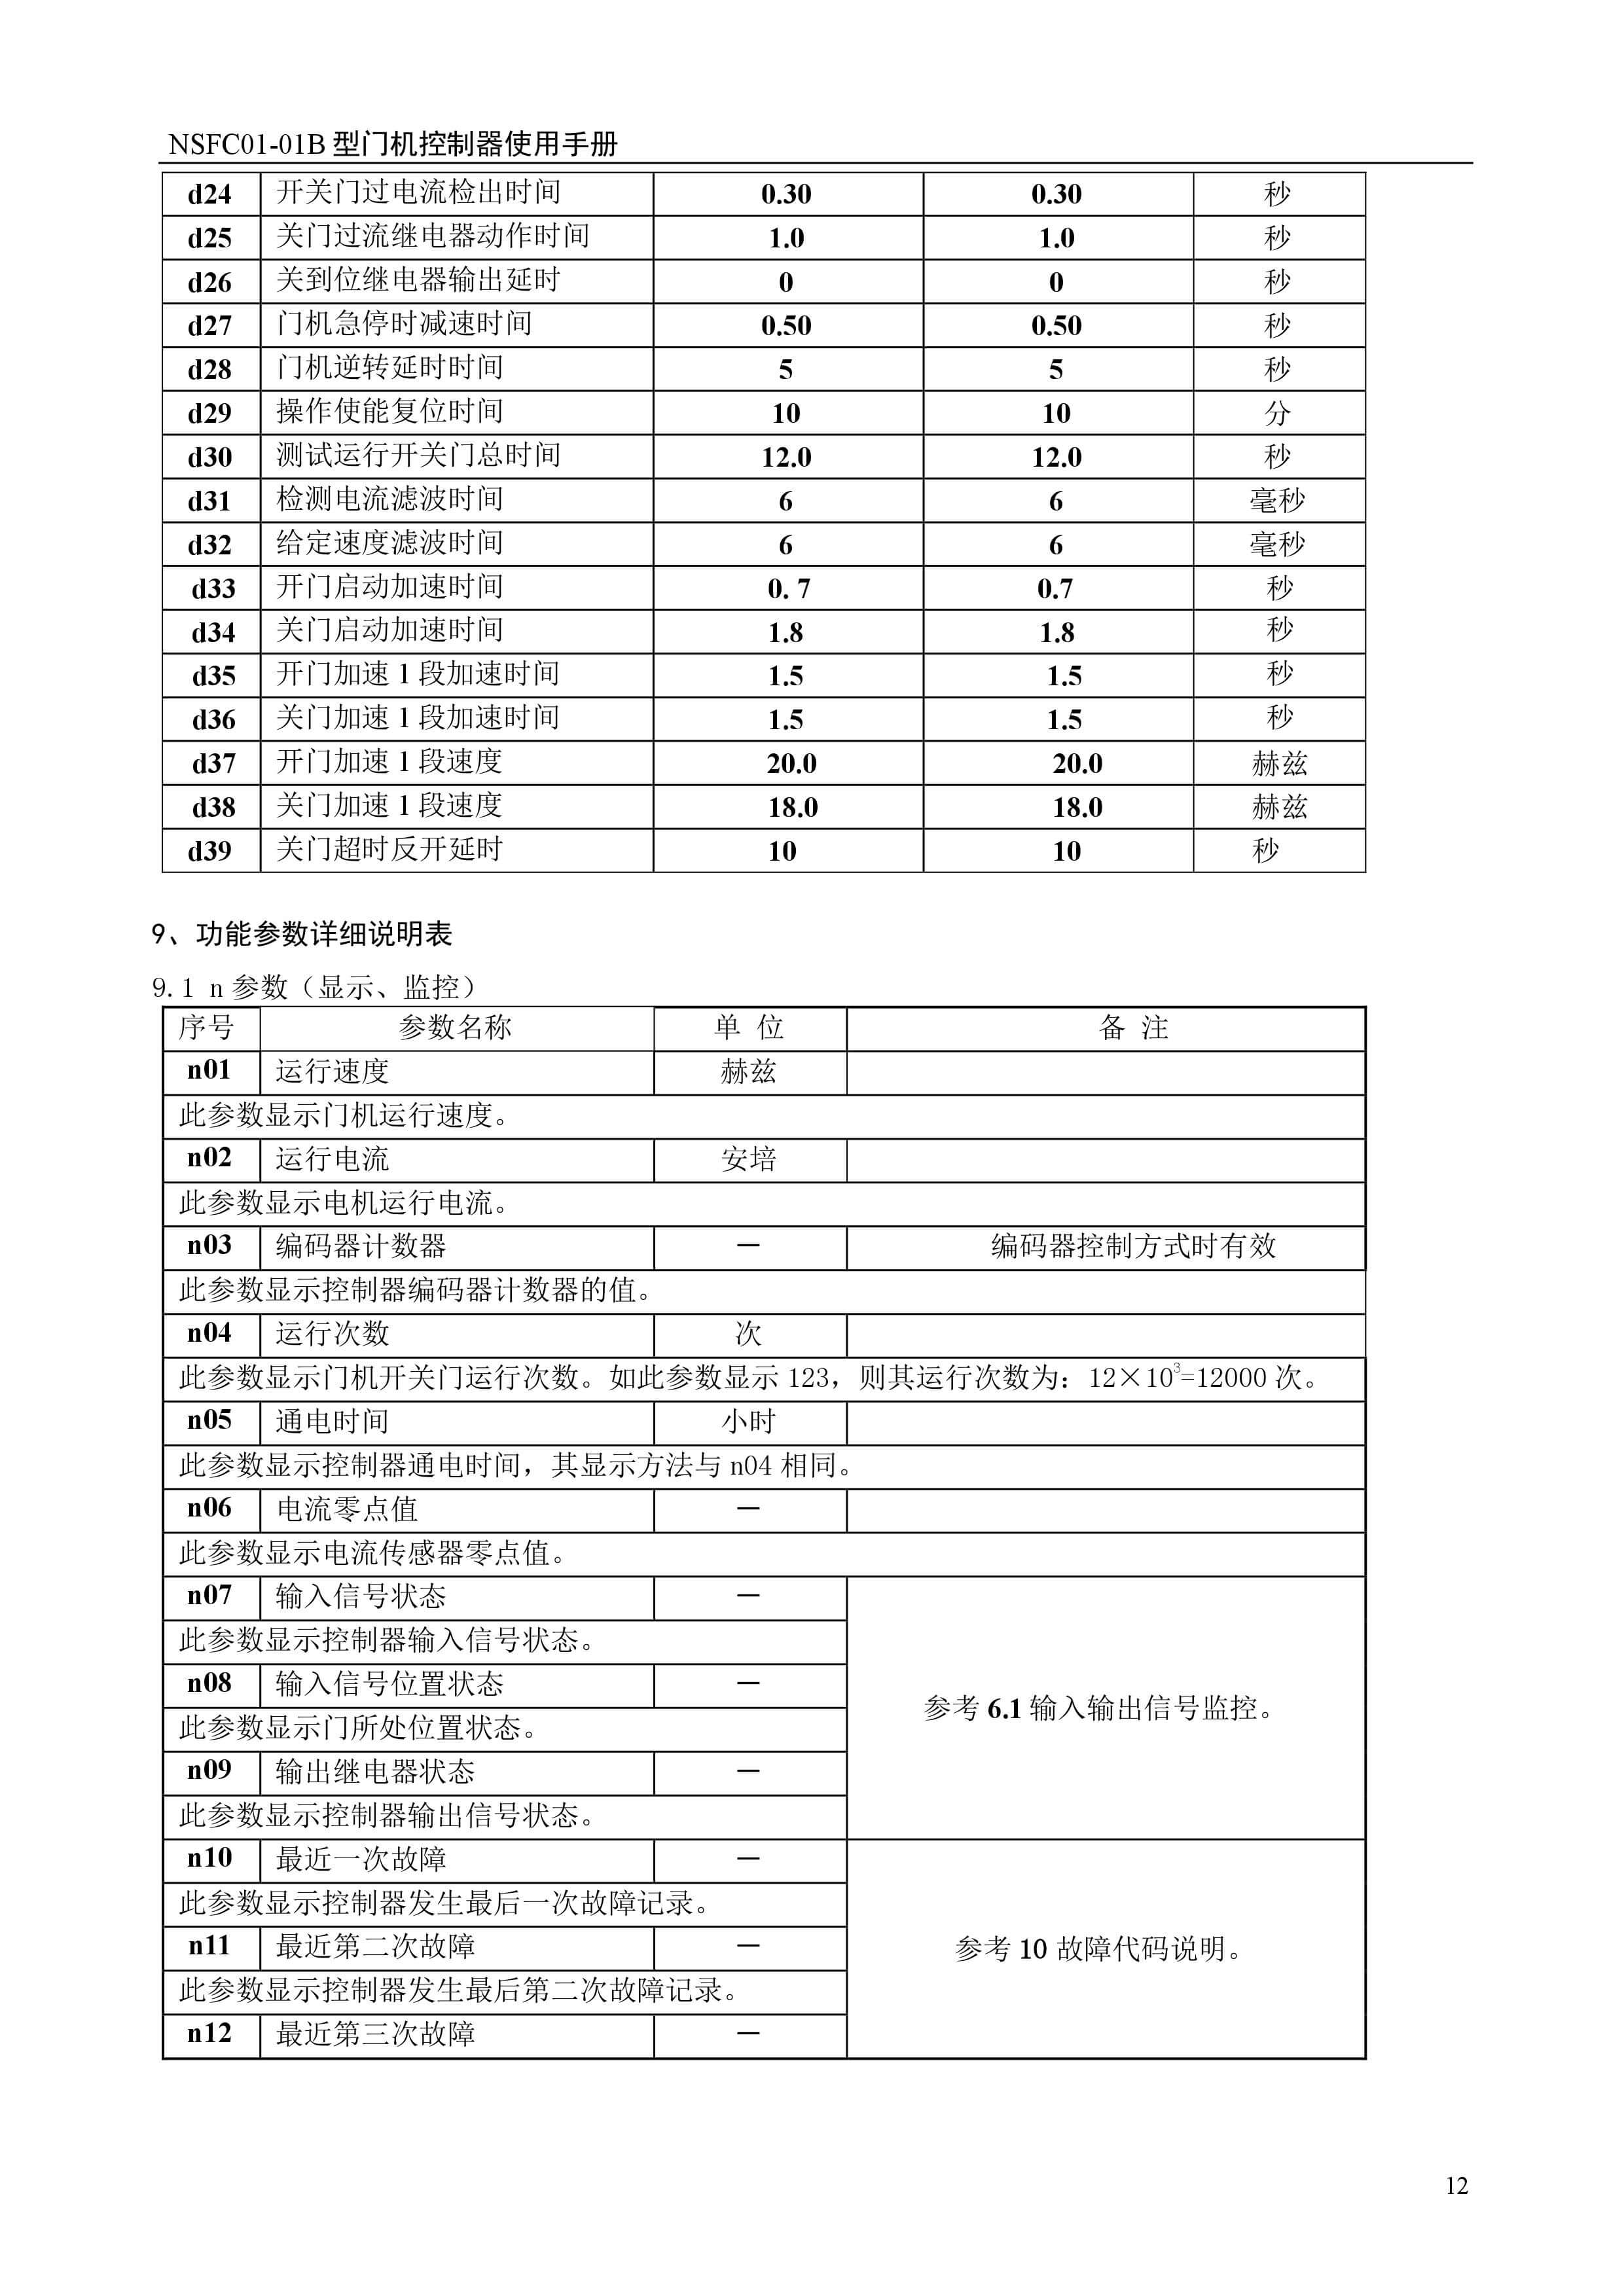 NSFC01-01B 型门机控制器使用手册
d24 开关门过电流检出时间 0.30 0.30 秒
d25 关门过流继电器动作时间 1.0 1.0 秒
d26 关到位继电器输出延时 0 0 秒
d27 门机急停时减速时间 0.50 0.50 秒
d28 门机逆转延时时间 5 5 秒
d29 操作使能复位时间 10 10 分
d30 测试运行开关门总时间 12.0 12.0 秒
d31 检测电流滤波时间 6 6 毫秒
d32 给定速度滤波时间 6 6 毫秒
d33 开门启动加速时间 0. 7 0.7 秒
d34 关门启动加速时间 1.8 1.8 秒
d35 开门加速 1 段加速时间 1.5 1.5 秒
d36 关门加速 1 段加速时间 1.5 1.5 秒
d37 开门加速 1 段速度 20.0 20.0 赫兹
d38 关门加速 1 段速度 18.0 18.0 赫兹
d39 关门超时反开延时 10 10 秒
9、功能参数详细说明表
9.1 n 参数（显示、监控）
序号 参数名称 单 位 备 注
n01 运行速度 赫兹
此参数显示门机运行速度。
n02 运行电流 安培
此参数显示电机运行电流。
n03 编码器计数器 — 编码器控制方式时有效
此参数显示控制器编码器计数器的值。
n04 运行次数 次
此参数显示门机开关门运行次数。如此参数显示 123，则其运行次数为：12×10³=12000 次。
n05 通电时间 小时
此参数显示控制器通电时间，其显示方法与 n04 相同。
n06 电流零点值 —
此参数显示电流传感器零点值。
n07 输入信号状态 —
此参数显示控制器输入信号状态。
n08 输入信号位置状态 —
参考 6.1 输入输出信号监控。
此参数显示门所处位置状态。
n09 输出继电器状态 —
此参数显示控制器输出信号状态。
n10 最近一次故障 —
此参数显示控制器发生最后一次故障记录。
n11 最近第二次故障 — 参考 10 故障代码说明。
此参数显示控制器发生最后第二次故障记录。
n12 最近第三次故障 —
12